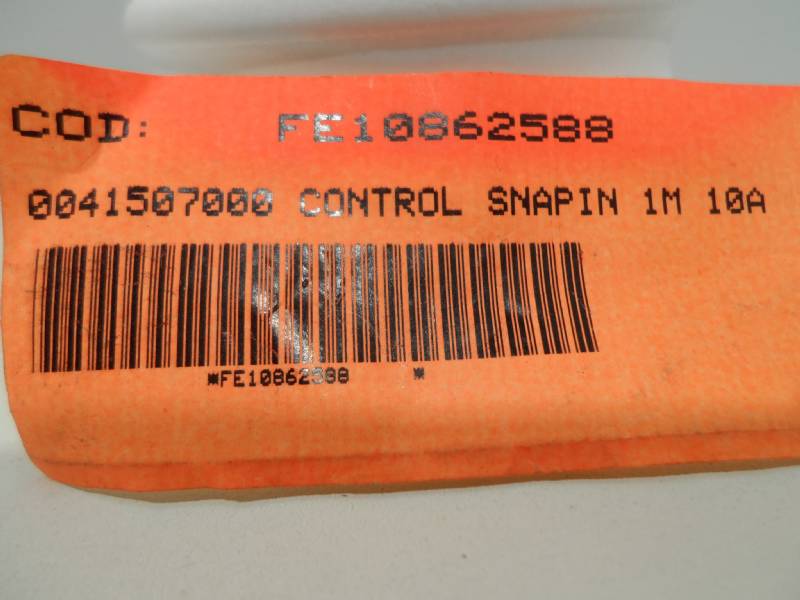 COD: FE10862588
0041507000 CONTROL SNAPIN 1M 10A
*FE10862588 *